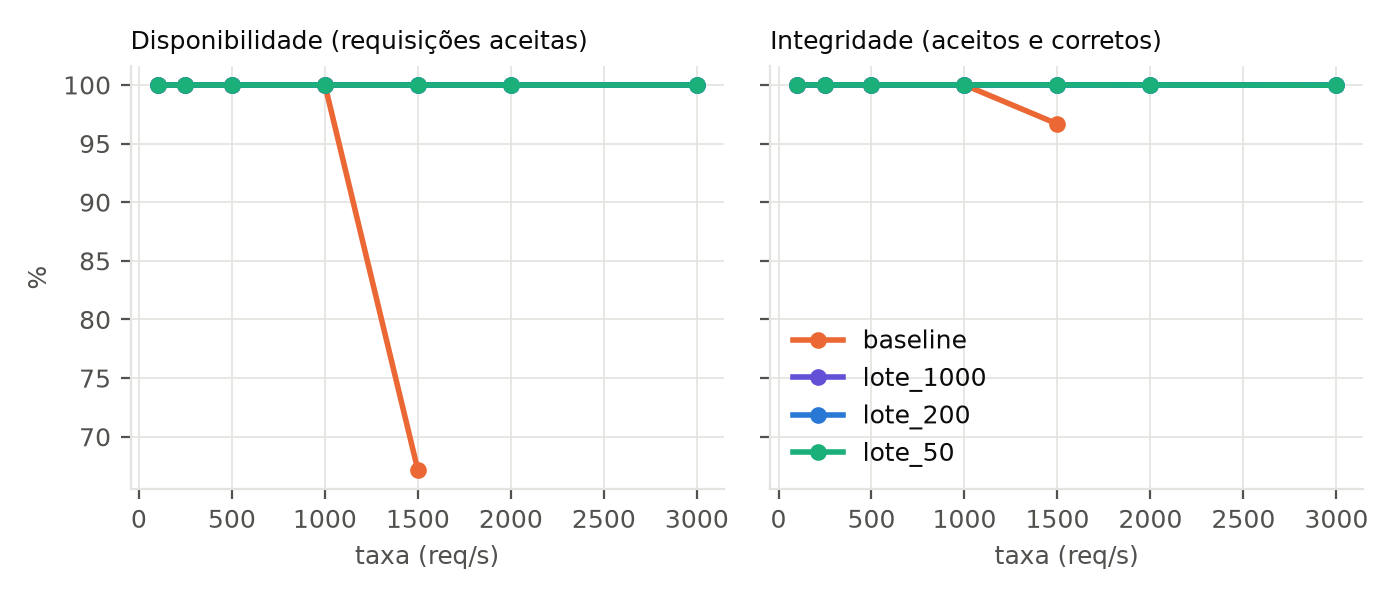 Disponibilidade (requisições aceitas)
100
95
90
85
80
75
70
%
0 500 1000 1500 2000 2500 3000
taxa (req/s)
Integridade (aceitos e corretos)
baseline
lote_1000
lote_200
lote_50
0 500 1000 1500 2000 2500 3000
taxa (req/s)